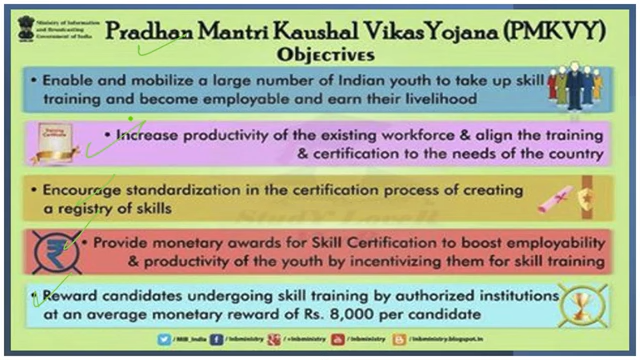 Ministry of Information
and Broadcasting
Government of India
Pradhan Mantri Kaushal Vikas Yojana (PMKVY)
Objectives
• Enable and mobilize a large number of Indian youth to take up skill
training and become employable and earn their livelihood
Training
Certificate
• Increase productivity of the existing workforce & align the training
& certification to the needs of the country
• Encourage standardization in the certification process of creating
a registry of skills
Study Lover
₹
• Provide monetary awards for Skill Certification to boost employability
& productivity of the youth by incentivizing them for skill training
• Reward candidates undergoing skill training by authorized institutions
at an average monetary reward of Rs. 8,000 per candidate
/MIB_India /inbministry /+inbministry /inbministry /inbministry.blogspot.in